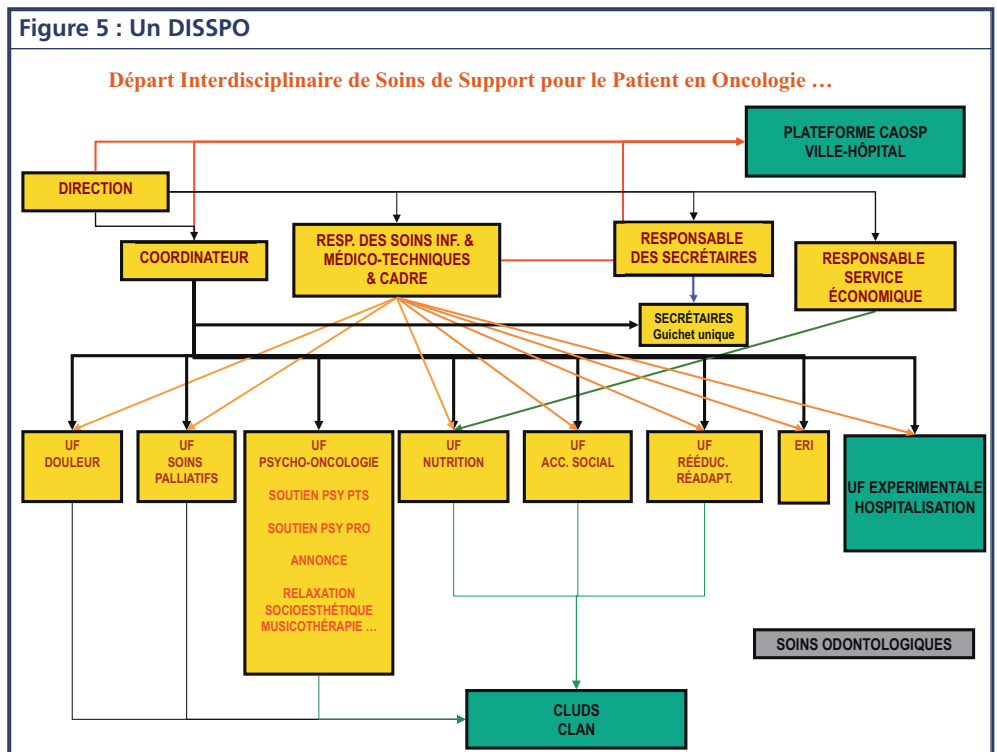 Figure 5 : Un DISSPO
Départ Interdisciplinaire de Soins de Support pour le Patient en Oncologie ...
PLATEFORME CAOSP
VILLE-HÔPITAL
DIRECTION
COORDINATEUR
RESP. DES SOINS INF. &
MÉDICO-TECHNIQUES
& CADRE
RESPONSABLE
DES SECRÉTAIRES
RESPONSABLE
SERVICE
ÉCONOMIQUE
SECRÉTAIRES
Guichet unique
UF
DOULEUR
UF
SOINS
PALLIATIFS
UF
PSYCHO-ONCOLOGIE
SOUTIEN PSY PTS
SOUTIEN PSY PRO
ANNONCE
RELAXATION
SOCIOESTHÉTIQUE
MUSICOTHÉRAPIE ...
UF
NUTRITION
UF
ACC. SOCIAL
UF
RÉÉDUC.
RÉADAPT.
ERI
UF EXPERIMENTALE
HOSPITALISATION
SOINS ODONTOLOGIQUES
CLUDS
CLAN